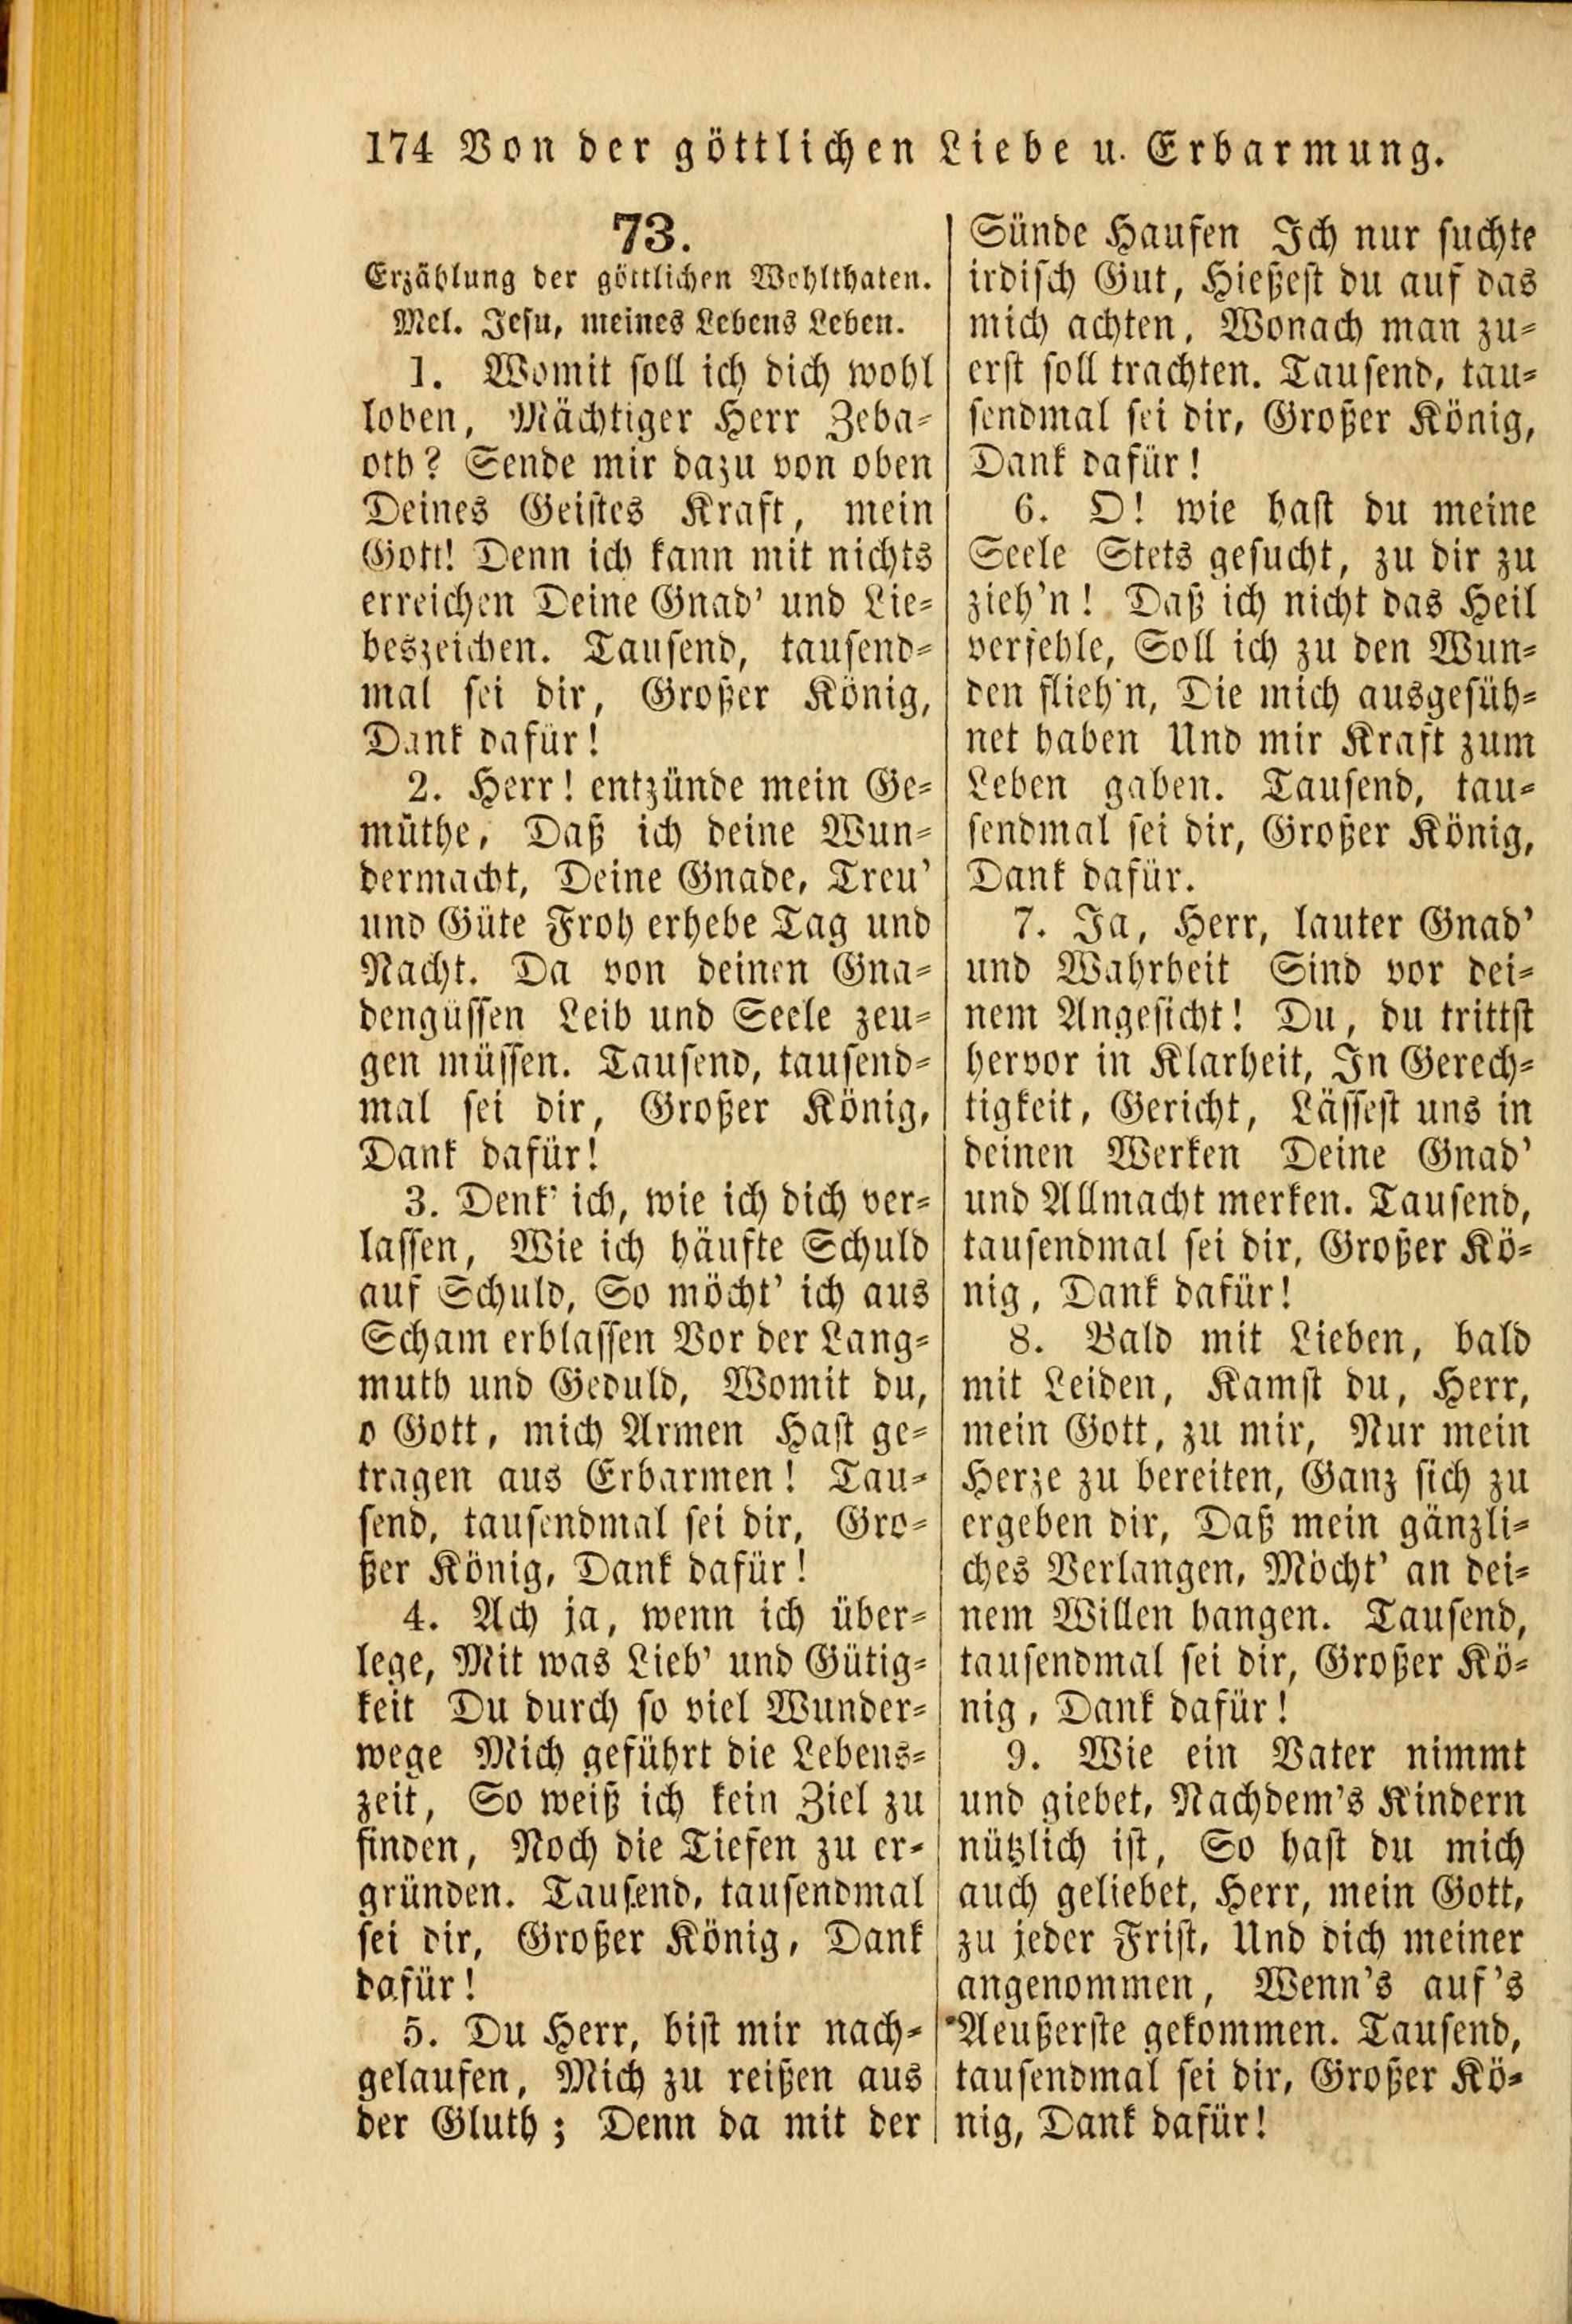 174 Von der göttlichen Liebe u. Erbarmung.
73.
Erzählung der göttlichen Wohlthaten.
Mel. Jesu, meines Lebens Leben.
1. Womit soll ich dich wohl
loben, Mächtiger Herr Zeba-
oth? Sende mir dazu von oben
Deines Geistes Kraft, mein
Gott! Denn ich kann mit nichts
erreichen Deine Gnad' und Lie-
beszeichen. Tausend, tausend-
mal sei dir, Großer König,
Dank dafür!
2. Herr! entzünde mein Ge-
müthe, Daß ich deine Wun-
dermacht, Deine Gnade, Treu'
und Güte Froh erhebe Tag und
Nacht. Da von deinen Gna-
dengüssen Leib und Seele zeu-
gen müssen. Tausend, tausend-
mal sei dir, Großer König,
Dank dafür!
3. Denk' ich, wie ich dich ver-
lassen, Wie ich häufte Schuld
auf Schuld, So möcht' ich aus
Scham erblassen Vor der Lang-
muth und Geduld, Womit du,
o Gott, mich Armen Hast ge-
tragen aus Erbarmen! Tau-
send, tausendmal sei dir, Gro-
ßer König, Dank dafür!
4. Ach ja, wenn ich über-
lege, Mit was Lieb' und Gütig-
keit Du durch so viel Wunder-
wege Mich geführt die Lebens-
zeit, So weiß ich kein Ziel zu
finden, Noch die Tiefen zu er-
gründen. Tausend, tausendmal
sei dir, Großer König, Dank
dafür!
5. Du Herr, bist mir nach-
gelaufen, Mich zu reißen aus
der Gluth; Denn da mit der
Sünde Haufen Ich nur suchte
irdisch Gut, Hießest du auf das
mich achten, Wonach man zu-
erst soll trachten. Tausend, tau-
sendmal sei dir, Großer König,
Dank dafür!
6. O! wie hast du meine
Seele Stets gesucht, zu dir zu
zieh'n! Daß ich nicht das Heil
verfehle, Soll ich zu den Wun-
den flieh'n, Die mich ausgesüh-
net haben Und mir Kraft zum
Leben gaben. Tausend, tau-
sendmal sei dir, Großer König,
Dank dafür.
7. Ja, Herr, lauter Gnad'
und Wahrheit Sind vor dei-
nem Angesicht! Du, du trittst
hervor in Klarheit, In Gerech-
tigkeit, Gericht, Lässest uns in
deinen Werken Deine Gnad'
und Allmacht merken. Tausend,
tausendmal sei dir, Großer Kö-
nig, Dank dafür!
8. Bald mit Lieben, bald
mit Leiden, Kamst du, Herr,
mein Gott, zu mir, Nur mein
Herze zu bereiten, Ganz sich zu
ergeben dir, Daß mein gänzli-
ches Verlangen, Möcht' an dei-
nem Willen hangen. Tausend,
tausendmal sei dir, Großer Kö-
nig, Dank dafür!
9. Wie ein Vater nimmt
und giebet, Nachdem's Kindern
nützlich ist, So hast du mich
auch geliebet, Herr, mein Gott,
zu jeder Frist, Und dich meiner
angenommen, Wenn's auf's
Aeußerste gekommen. Tausend,
tausendmal sei dir, Großer Kö-
nig, Dank dafür!